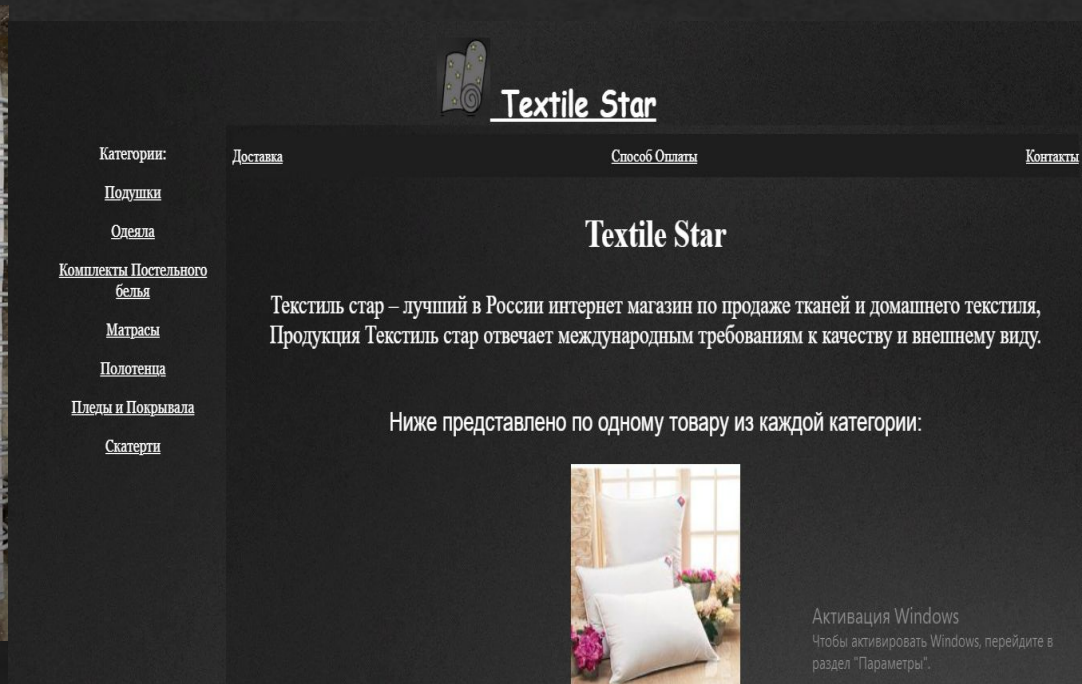 Textile Star
Категории:
Подушки
Одеяла
Комплекты Постельного
белья
Матрасы
Полотенца
Пледы и Покрывала
Скатерти
Доставка
Способ Оплаты
Контакты
Textile Star
Текстиль стар – лучший в России интернет магазин по продаже тканей и домашнего текстиля,
Продукция Текстиль стар отвечает международным требованиям к качеству и внешнему виду.
Ниже представлено по одному товару из каждой категории:
Активация Windows
Чтобы активировать Windows, перейдите в
раздел "Параметры".